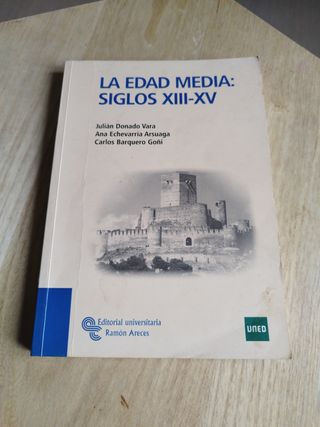 LA EDAD MEDIA:
SIGLOS XIII-XV
Julián Donado Vara
Ana Echevarría Arsuaga
Carlos Barquero Goñi
Editorial universitaria
Ramón Areces
UNED